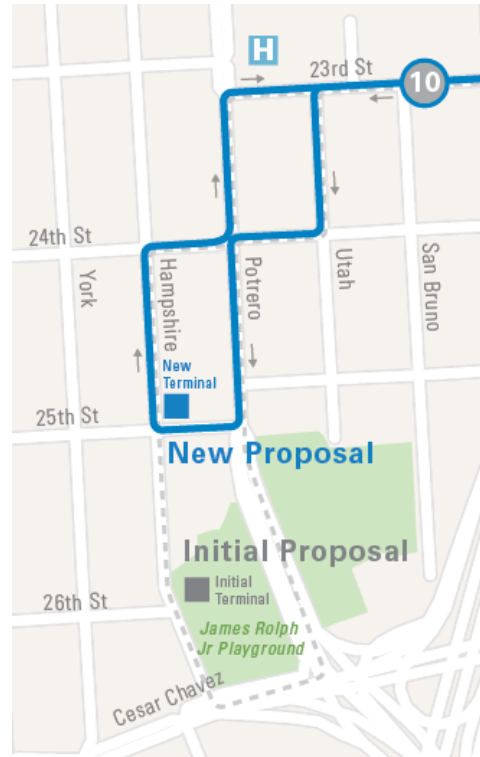 H
23rd St
10
24th St
York
Hampshire
Potrero
Utah
San Bruno
New
Terminal
25th St
New Proposal
Initial Proposal
Initial
Terminal
26th St
James Rolph
Jr Playground
Cesar Chavez